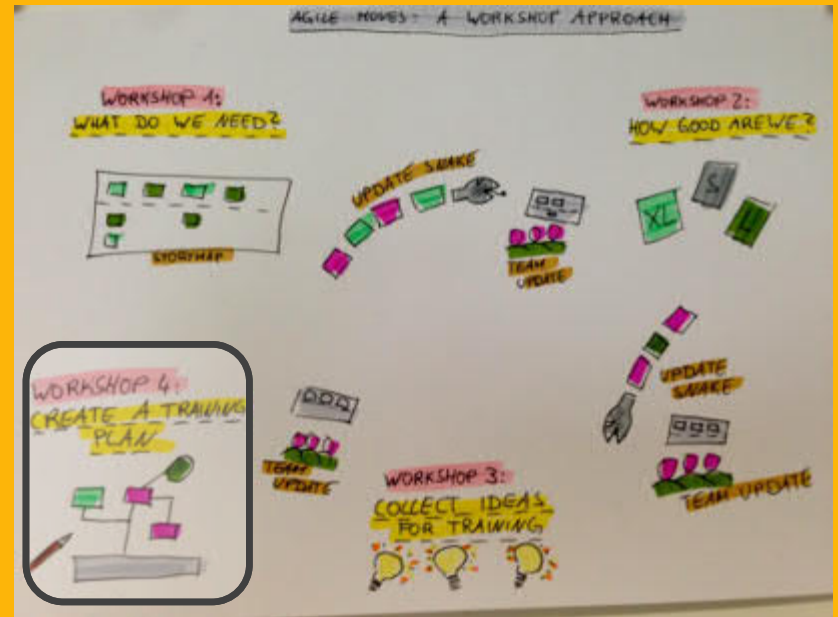 AGILE MOVES: A WORKSHOP APPROACH
WORKSHOP 1:
WHAT DO WE NEED?
STORYMAP
UPDATE SNAKE
TEAM
UPDATE
WORKSHOP 2:
HOW GOOD ARE WE?
XL
S
UPDATE
SNAKE
TEAM UPDATE
WORKSHOP 3:
COLLECT IDEAS
FOR TRAINING
TEAM
UPDATE
WORKSHOP 4:
CREATE A TRAINING
PLAN